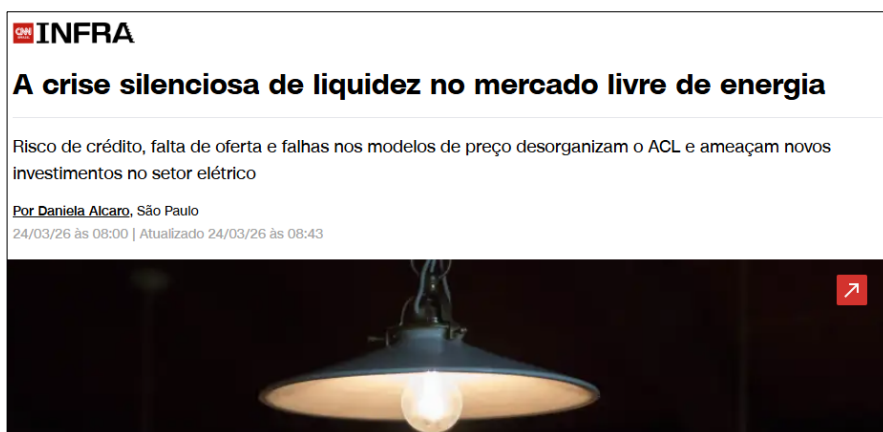 CNN BRASIL INFRA
A crise silenciosa de liquidez no mercado livre de energia
Risco de crédito, falta de oferta e falhas nos modelos de preço desorganizam o ACL e ameaçam novos
investimentos no setor elétrico
Por Daniela Alcaro, São Paulo
24/03/26 às 08:00 | Atualizado 24/03/26 às 08:43